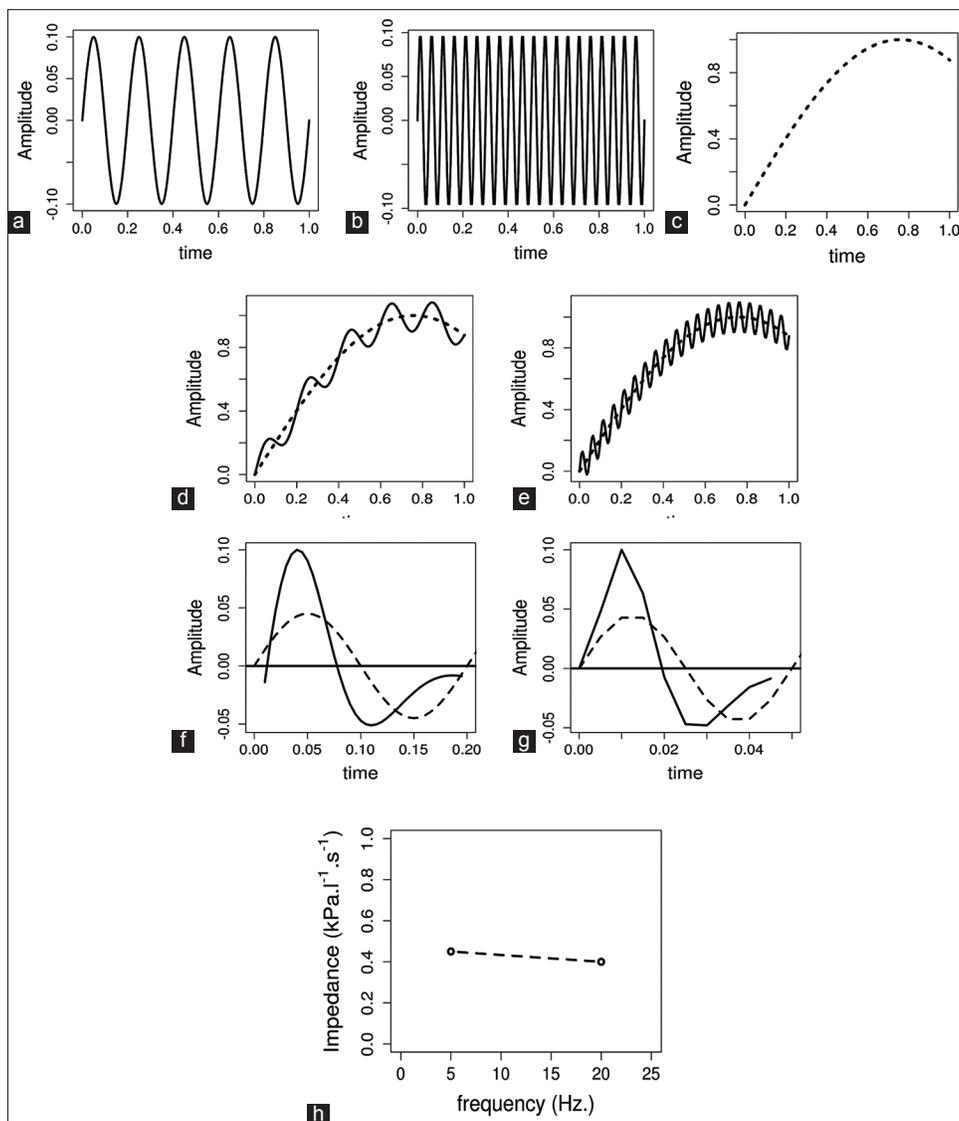 Amplitude
-0.10 0.00 0.05 0.10
0.0 0.2 0.4 0.6 0.8 1.0
time
a
Amplitude
-0.10 0.00 0.05 0.10
0.0 0.2 0.4 0.6 0.8 1.0
time
b
Amplitude
0.0 0.4 0.8
0.0 0.2 0.4 0.6 0.8 1.0
time
c
Amplitude
0.0 0.4 0.8
0.0 0.2 0.4 0.6 0.8 1.0
d
Amplitude
0.0 0.4 0.8
0.0 0.2 0.4 0.6 0.8 1.0
e
Amplitude
-0.05 0.00 0.05 0.10
0.00 0.05 0.10 0.15 0.20
time
f
Amplitude
-0.05 0.00 0.05 0.10
0.00 0.02 0.04
time
g
Impedance (kPa.l⁻¹.s⁻¹)
0.0 0.2 0.4 0.6 0.8 1.0
0 5 10 15 20 25
frequency (Hz.)
h